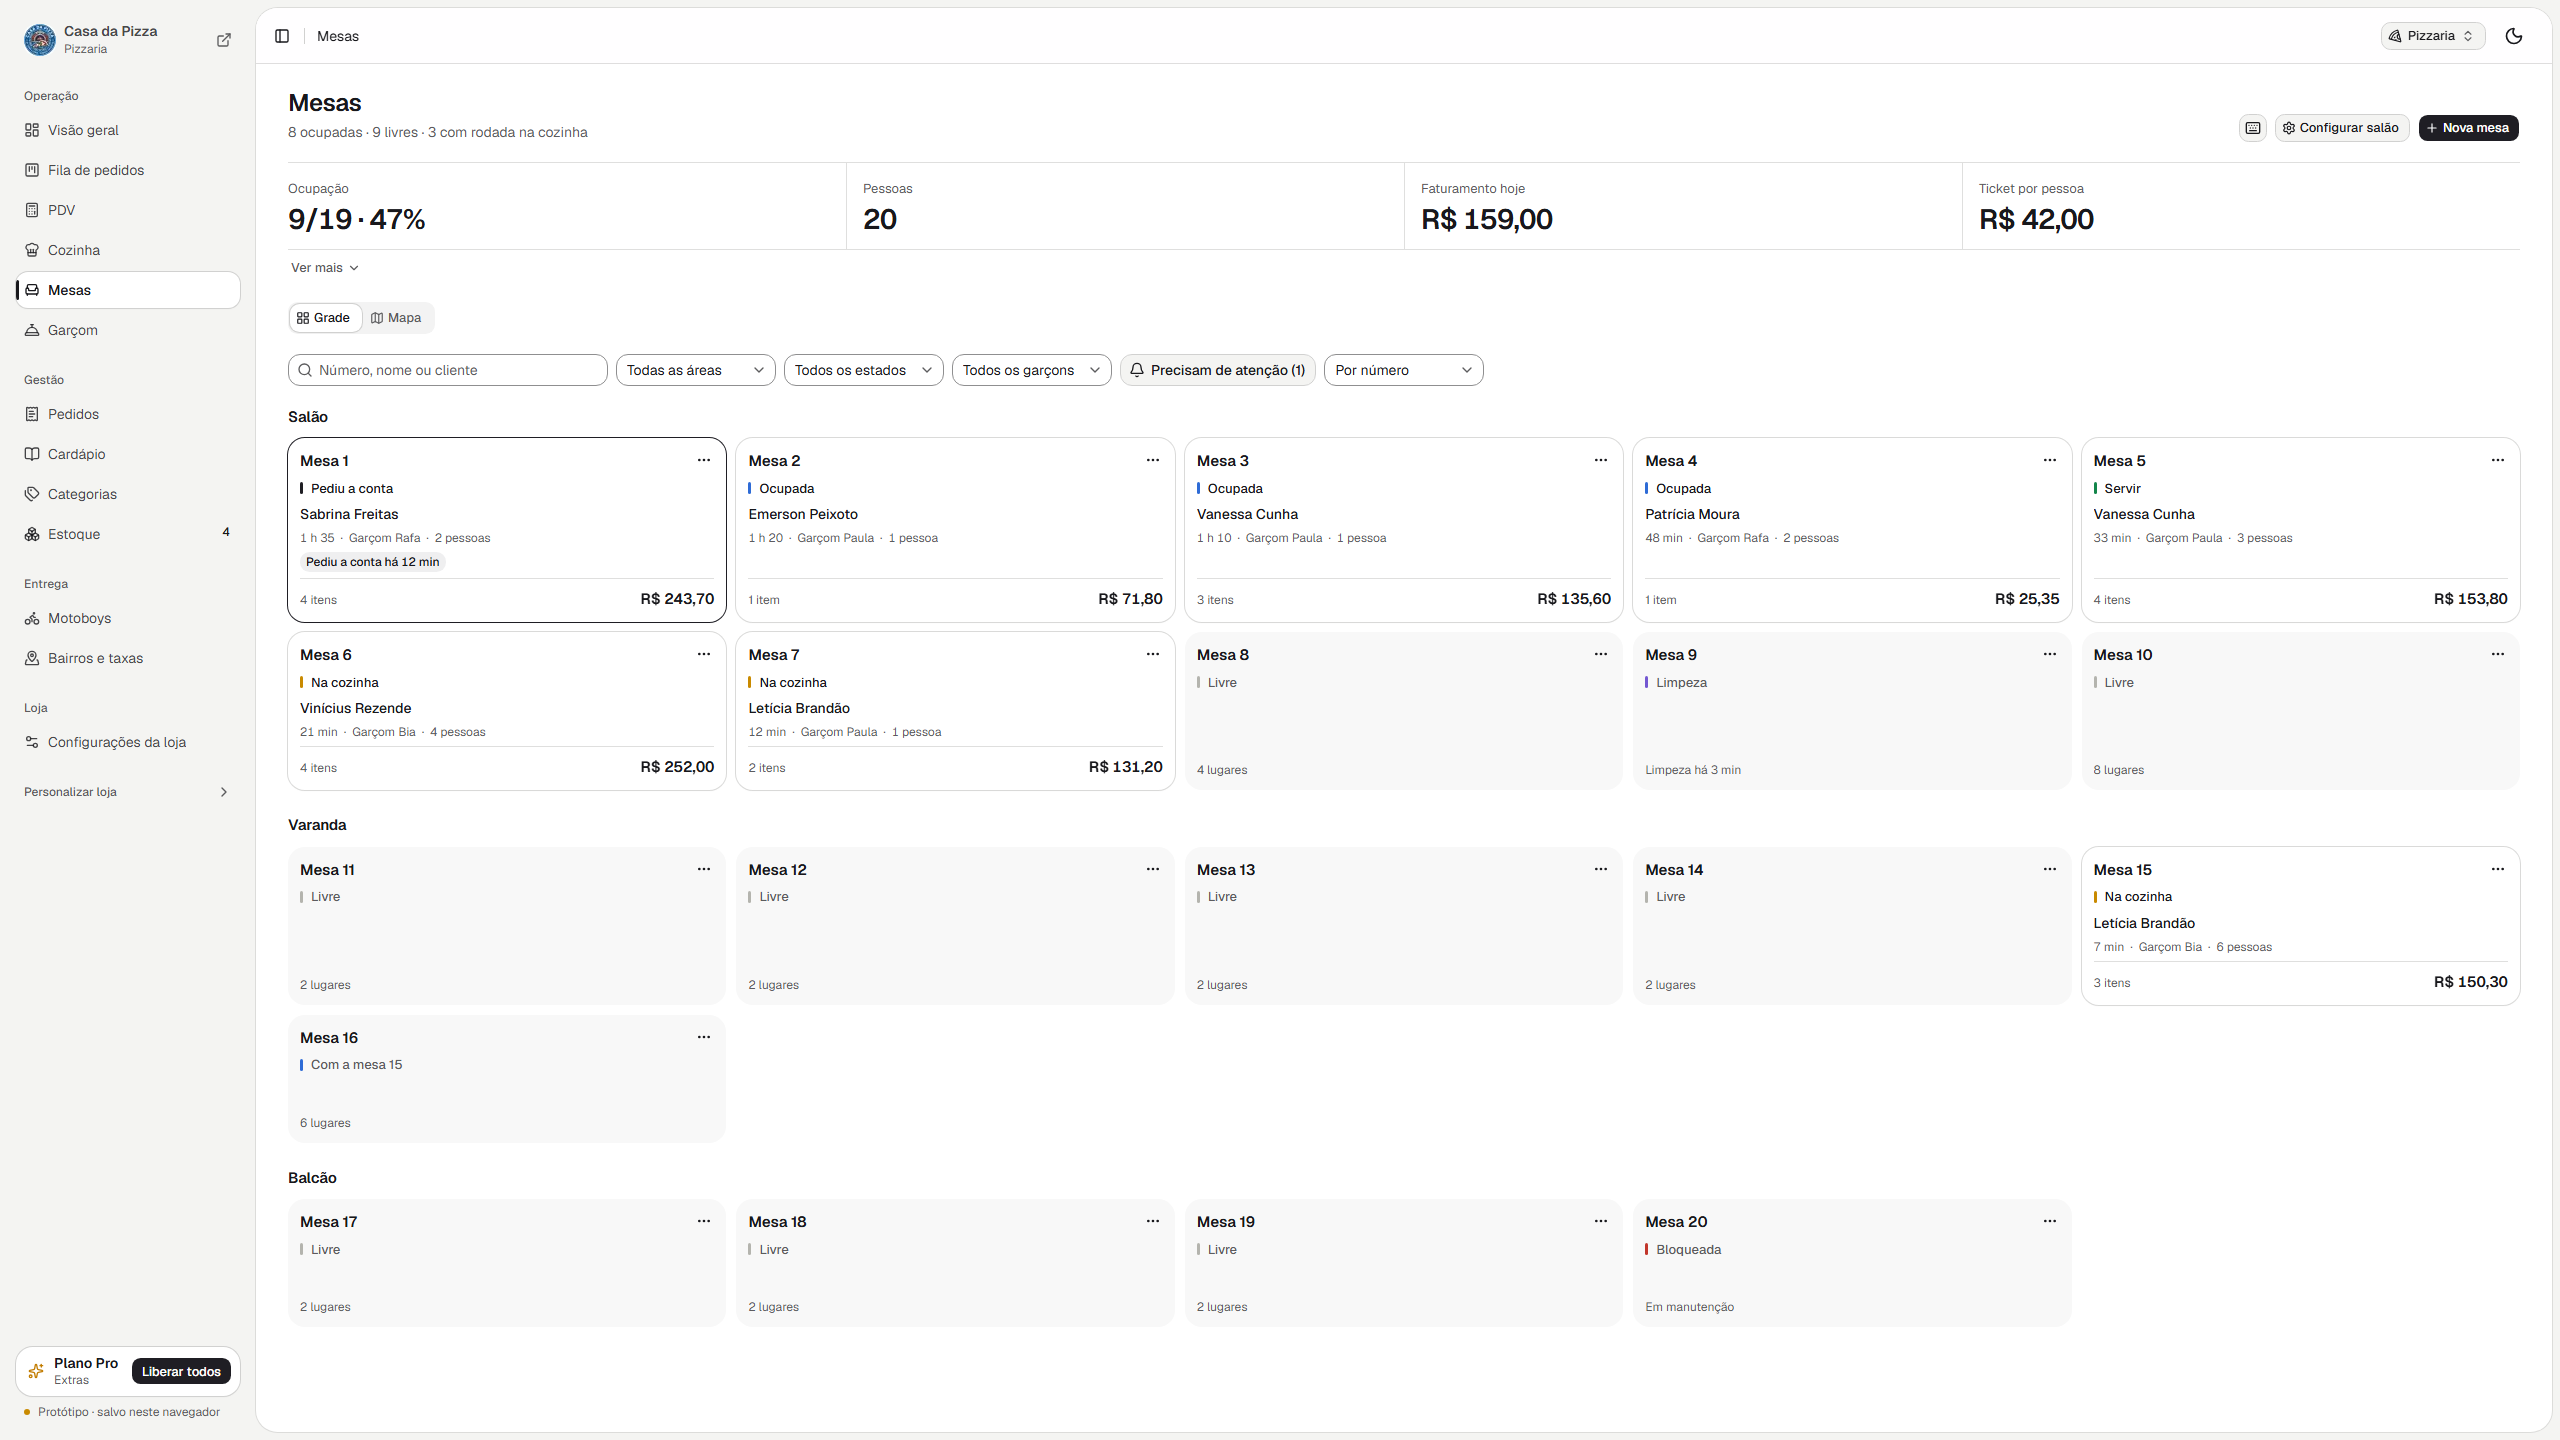 Casa da Pizza
Pizzaria
Operação
Visão geral
Fila de pedidos
PDV
Cozinha
Mesas
Garçom
Gestão
Pedidos
Cardápio
Categorias
Estoque 4
Entrega
Motoboys
Bairros e taxas
Loja
Configurações da loja
Personalizar loja
Plano Pro
Extras
Liberar todos
Protótipo · salvo neste navegador
Mesas
Pizzaria
Mesas
8 ocupadas · 9 livres · 3 com rodada na cozinha
Configurar salão
Nova mesa
Ocupação
9/19 · 47%
Pessoas
20
Faturamento hoje
R$ 159,00
Ticket por pessoa
R$ 42,00
Ver mais
Grade
Mapa
Número, nome ou cliente
Todas as áreas
Todos os estados
Todos os garçons
Precisam de atenção (1)
Por número
Salão
Mesa 1
Pediu a conta
Sabrina Freitas
1 h 35 · Garçom Rafa · 2 pessoas
Pediu a conta há 12 min
4 itens R$ 243,70
Mesa 2
Ocupada
Emerson Peixoto
1 h 20 · Garçom Paula · 1 pessoa
1 item R$ 71,80
Mesa 3
Ocupada
Vanessa Cunha
1 h 10 · Garçom Paula · 1 pessoa
3 itens R$ 135,60
Mesa 4
Ocupada
Patrícia Moura
48 min · Garçom Rafa · 2 pessoas
1 item R$ 25,35
Mesa 5
Servir
Vanessa Cunha
33 min · Garçom Paula · 3 pessoas
4 itens R$ 153,80
Mesa 6
Na cozinha
Vinícius Rezende
21 min · Garçom Bia · 4 pessoas
4 itens R$ 252,00
Mesa 7
Na cozinha
Letícia Brandão
12 min · Garçom Paula · 1 pessoa
2 itens R$ 131,20
Mesa 8
Livre
4 lugares
Mesa 9
Limpeza
Limpeza há 3 min
Mesa 10
Livre
8 lugares
Varanda
Mesa 11
Livre
2 lugares
Mesa 12
Livre
2 lugares
Mesa 13
Livre
2 lugares
Mesa 14
Livre
2 lugares
Mesa 15
Na cozinha
Letícia Brandão
7 min · Garçom Bia · 6 pessoas
3 itens R$ 150,30
Mesa 16
Com a mesa 15
6 lugares
Balcão
Mesa 17
Livre
2 lugares
Mesa 18
Livre
2 lugares
Mesa 19
Livre
2 lugares
Mesa 20
Bloqueada
Em manutenção